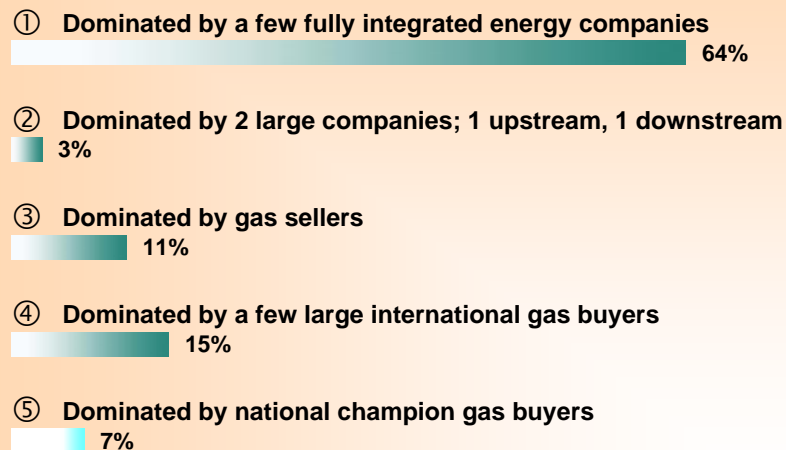 ① Dominated by a few fully integrated energy companies
64%
② Dominated by 2 large companies; 1 upstream, 1 downstream
3%
③ Dominated by gas sellers
11%
④ Dominated by a few large international gas buyers
15%
⑤ Dominated by national champion gas buyers
7%